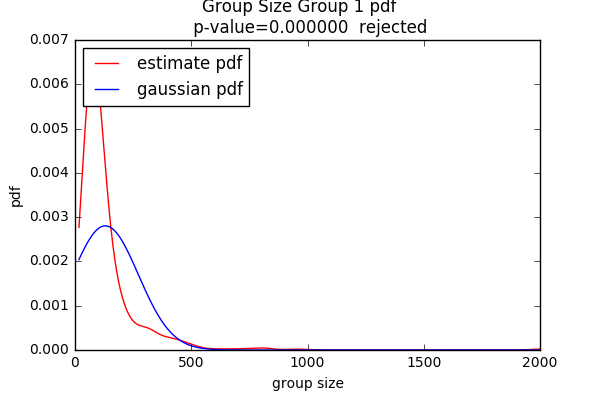 Group Size Group 1 pdf
p-value=0.000000  rejected
0.007
0.006
0.005
0.004
0.003
0.002
0.001
0.000
pdf
estimate pdf
gaussian pdf
0
500
1000
1500
2000
group size